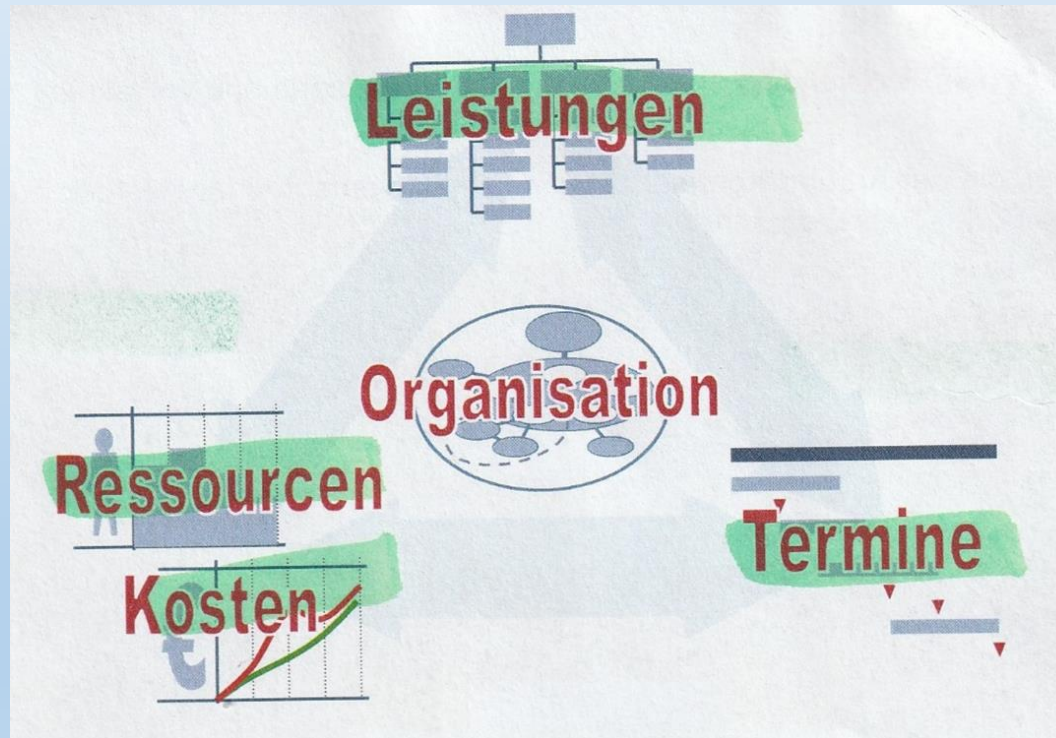 Leistungen
Organisation
Ressourcen
Termine
Kosten